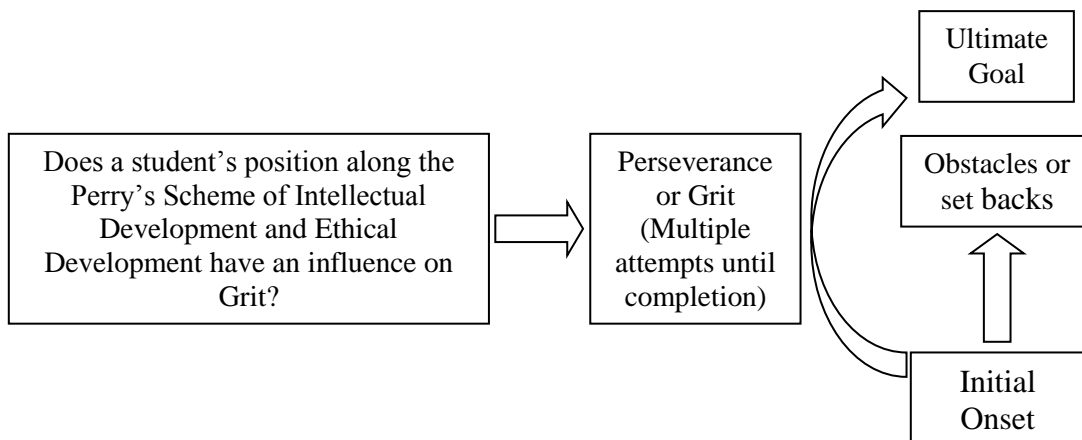 Does a student’s position along the
Perry’s Scheme of Intellectual
Development and Ethical
Development have an influence on
Grit?
Perseverance
or Grit
(Multiple
attempts until
completion)
Ultimate
Goal
Obstacles or
set backs
Initial
Onset